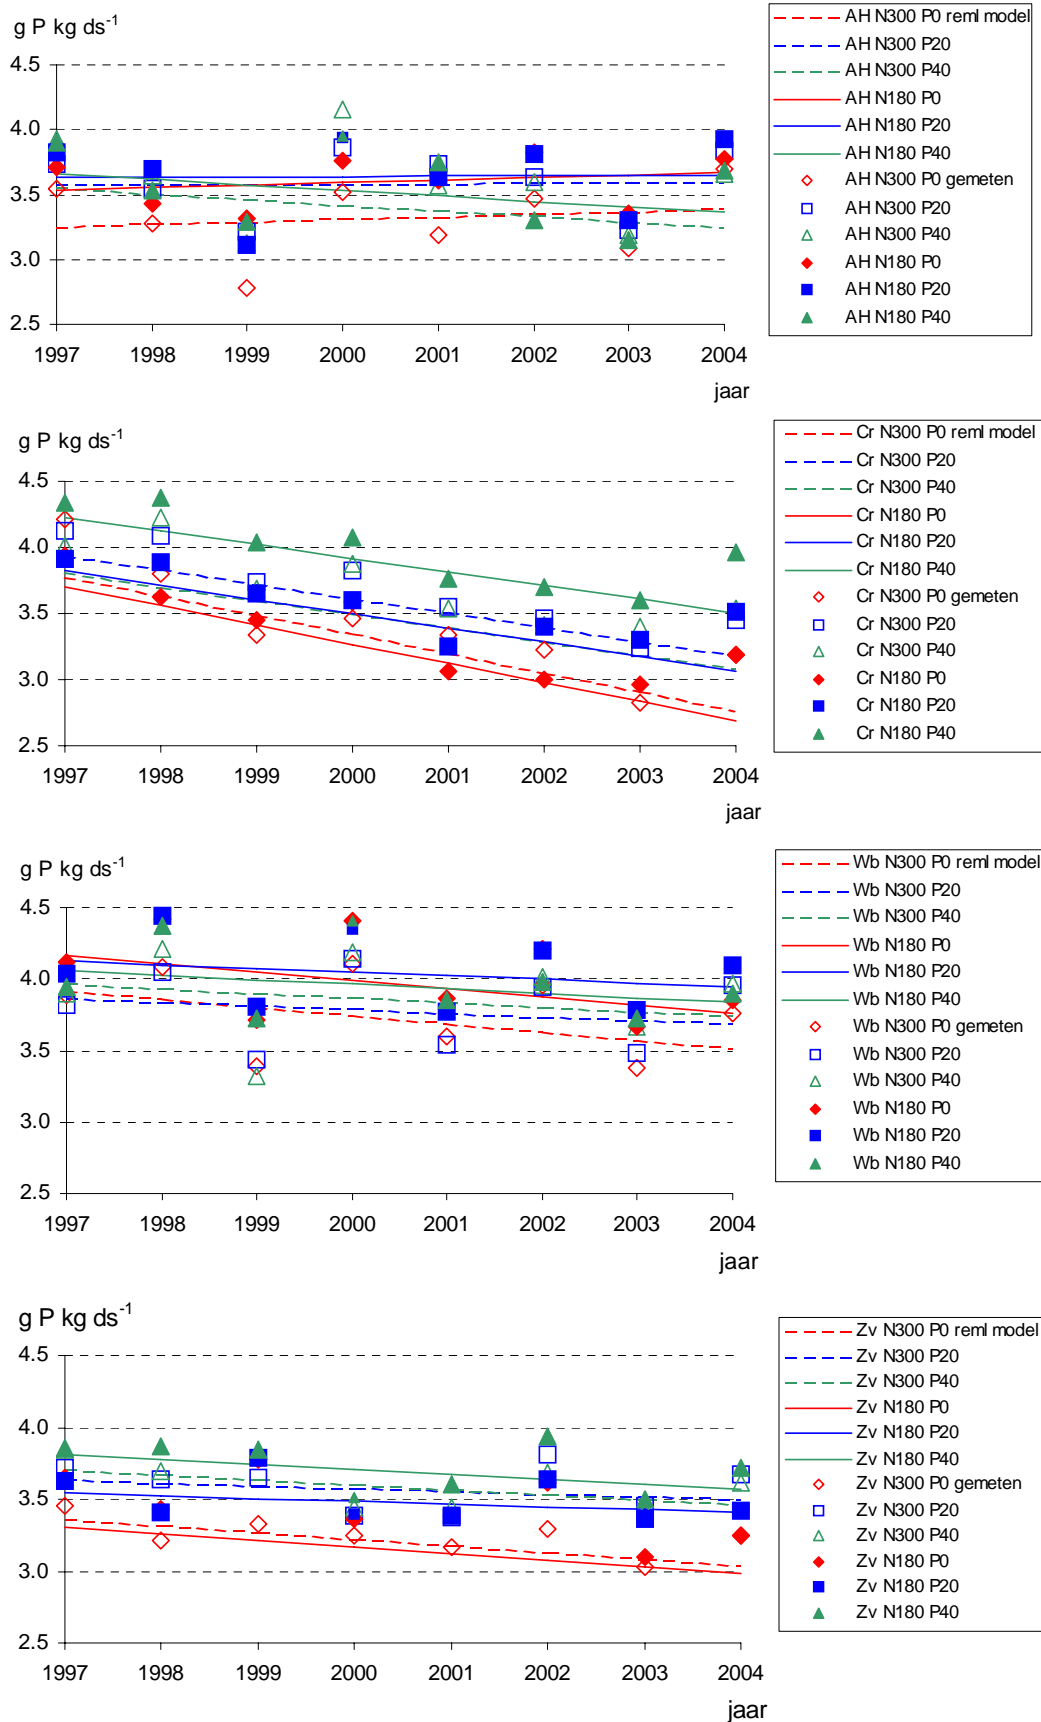 g P kg ds-1
4.5
4.0
3.5
3.0
2.5
1997 1998 1999 2000 2001 2002 2003 2004
jaar
AH N300 P0 reml model
AH N300 P20
AH N300 P40
AH N180 P0
AH N180 P20
AH N180 P40
AH N300 P0 gemeten
AH N300 P20
AH N300 P40
AH N180 P0
AH N180 P20
AH N180 P40
g P kg ds-1
4.5
4.0
3.5
3.0
2.5
1997 1998 1999 2000 2001 2002 2003 2004
jaar
Cr N300 P0 reml model
Cr N300 P20
Cr N300 P40
Cr N180 P0
Cr N180 P20
Cr N180 P40
Cr N300 P0 gemeten
Cr N300 P20
Cr N300 P40
Cr N180 P0
Cr N180 P20
Cr N180 P40
g P kg ds-1
4.5
4.0
3.5
3.0
2.5
1997 1998 1999 2000 2001 2002 2003 2004
jaar
Wb N300 P0 reml model
Wb N300 P20
Wb N300 P40
Wb N180 P0
Wb N180 P20
Wb N180 P40
Wb N300 P0 gemeten
Wb N300 P20
Wb N300 P40
Wb N180 P0
Wb N180 P20
Wb N180 P40
g P kg ds-1
4.5
4.0
3.5
3.0
2.5
1997 1998 1999 2000 2001 2002 2003 2004
jaar
Zv N300 P0 reml model
Zv N300 P20
Zv N300 P40
Zv N180 P0
Zv N180 P20
Zv N180 P40
Zv N300 P0 gemeten
Zv N300 P20
Zv N300 P40
Zv N180 P0
Zv N180 P20
Zv N180 P40